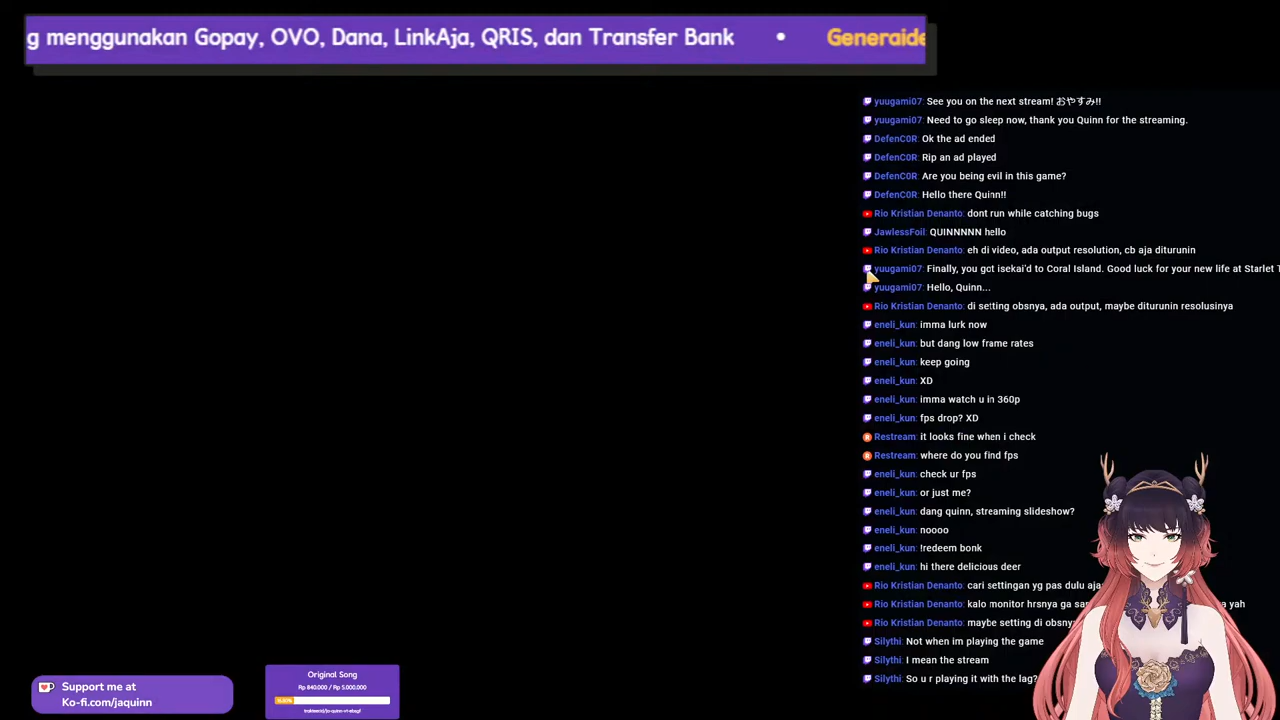 g menggunakan Gopay, OVO, Dana, LinkAja, QRIS, dan Transfer Bank • Generaide
yuugami07: See you on the next stream! おやすみ!!
yuugami07: Need to go sleep now, thank you Quinn for the streaming.
DefenC0R: Ok the ad ended
DefenC0R: Rip an ad played
DefenC0R: Are you being evil in this game?
DefenC0R: Hello there Quinn!!
Rio Kristian Denanto: dont run while catching bugs
JawlessFoil: QUINNNNN hello
Rio Kristian Denanto: eh di video, ada output resolution, cb aja diturunin
yuugami07: Finally, you got isekai'd to Coral Island. Good luck for your new life at Starlet T
yuugami07: Hello, Quinn...
Rio Kristian Denanto: di setting obsnya, ada output, maybe diturunin resolusinya
eneli_kun: imma lurk now
eneli_kun: but dang low frame rates
eneli_kun: keep going
eneli_kun: XD
eneli_kun: imma watch u in 360p
eneli_kun: fps drop? XD
Restream: it looks fine when i check
Restream: where do you find fps
eneli_kun: check ur fps
eneli_kun: or just me?
eneli_kun: dang quinn, streaming slideshow?
eneli_kun: noooo
eneli_kun: !redeem bonk
eneli_kun: hi there delicious deer
Rio Kristian Denanto: cari settingan yg pas dulu aja
Rio Kristian Denanto: kalo monitor hrsnya ga yah
Rio Kristian Denanto: maybe setting di obsny
Silythi: Not when im playing the game
Silythi: I mean the stream
Silythi: So u r playing it with the lag?
Support me at
Ko-fi.com/jaquinn
Original Song
Rp 840.000 / Rp 5.000.000